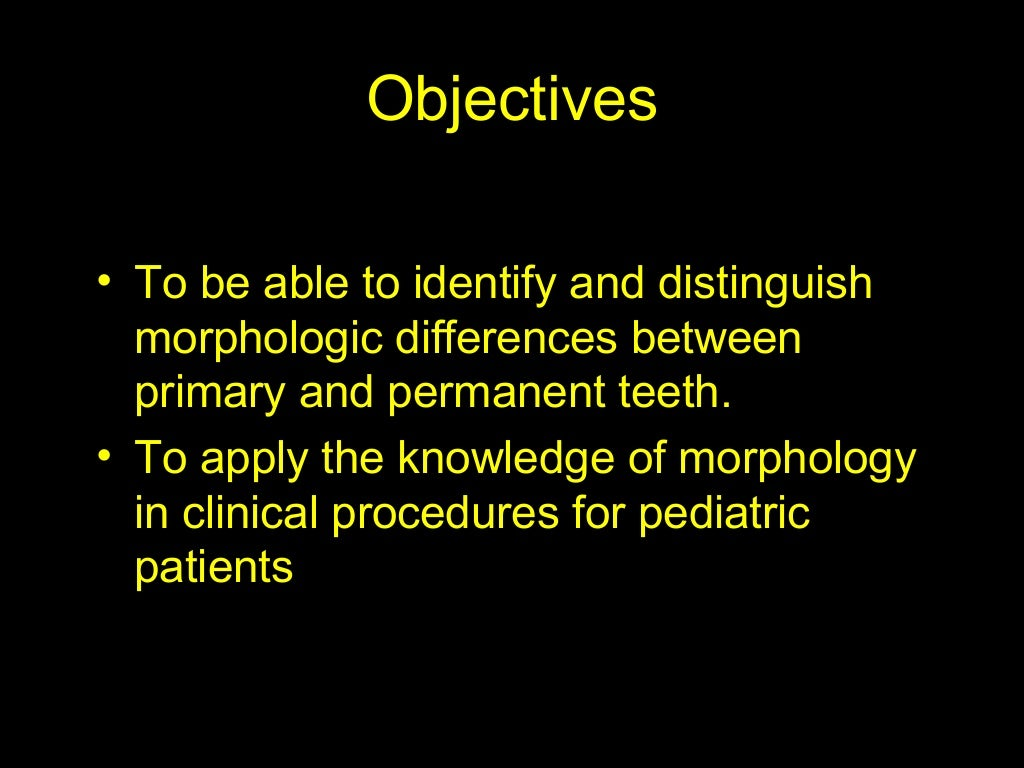 Objectives
• To be able to identify and distinguish
morphologic differences between
primary and permanent teeth.
• To apply the knowledge of morphology
in clinical procedures for pediatric
patients